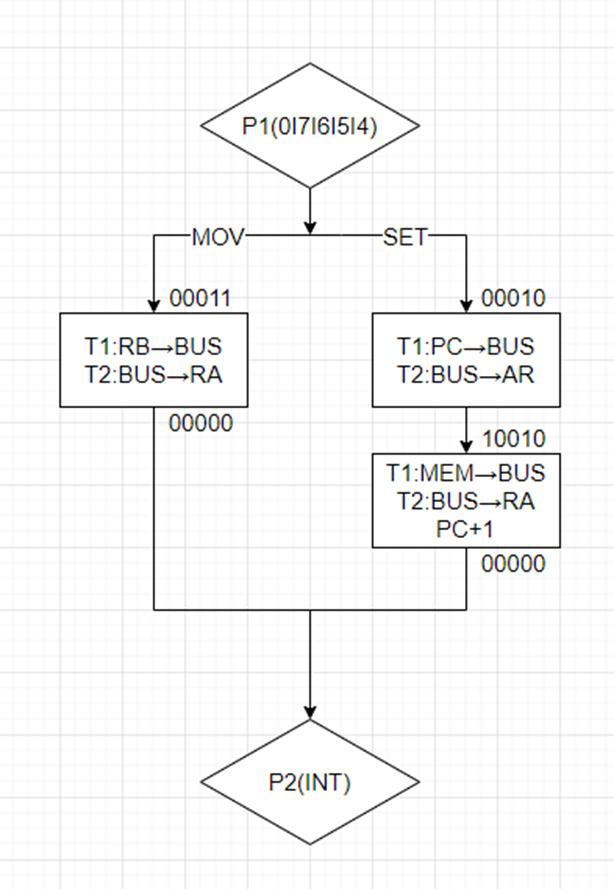 P1(0I7I6I5I4)
MOV
SET
00011
T1:RB→BUS
T2:BUS→RA
00000
00010
T1:PC→BUS
T2:BUS→AR
10010
T1:MEM→BUS
T2:BUS→RA
PC+1
00000
P2(INT)